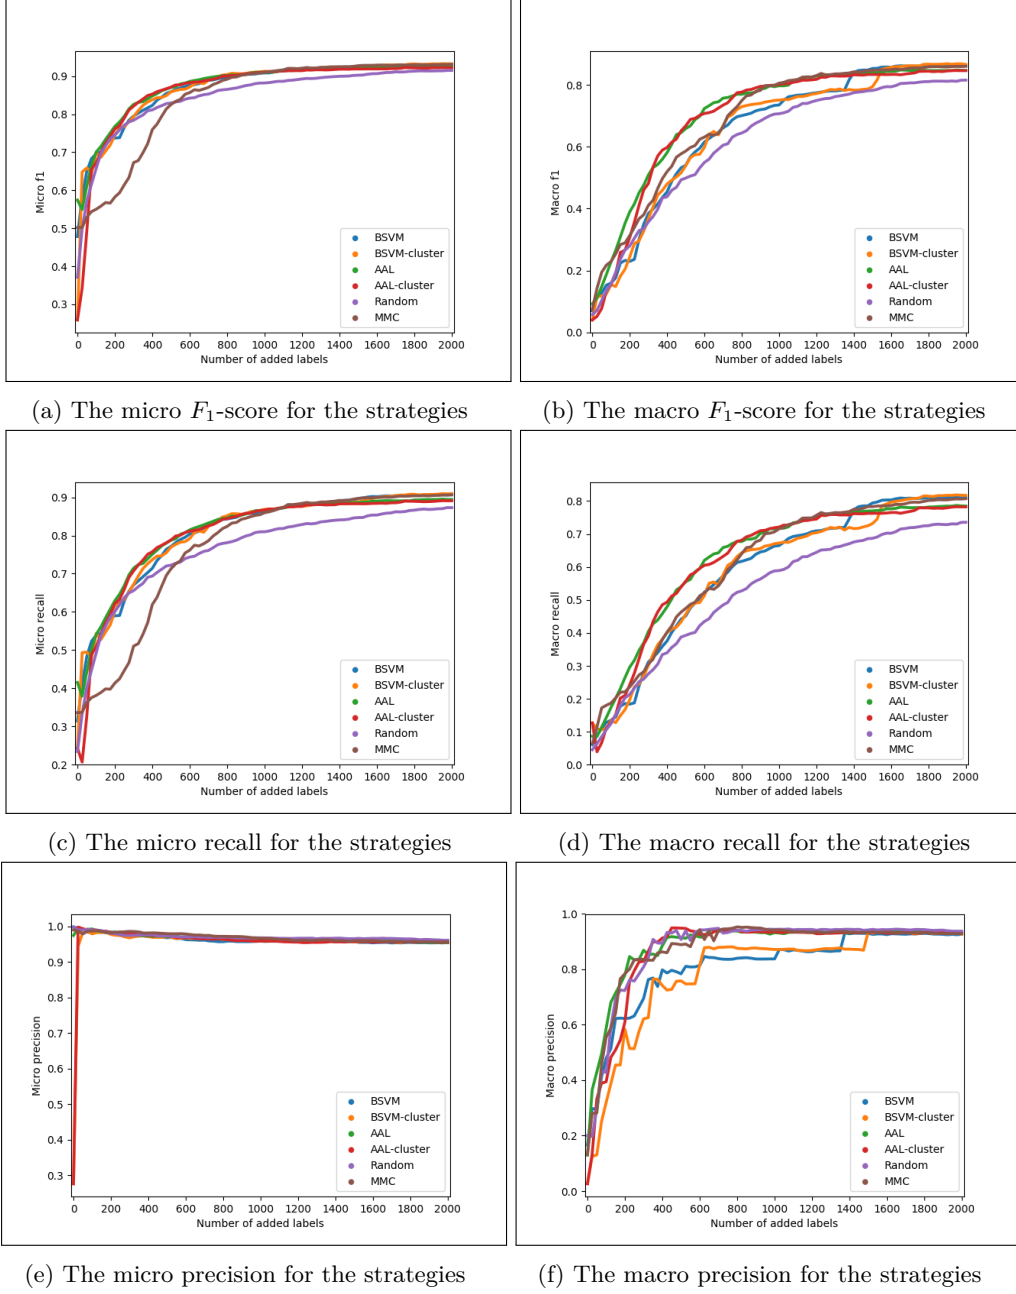 0.9
0.8
0.7
0.6
0.5
0.4
0.3
Micro f1
0 200 400 600 800 1000 1200 1400 1600 1800 2000
Number of added labels
BSVM
BSVM-cluster
AAL
AAL-cluster
Random
MMC
0.8
0.6
0.4
0.2
0.0
Macro f1
0 200 400 600 800 1000 1200 1400 1600 1800 2000
Number of added labels
BSVM
BSVM-cluster
AAL
AAL-cluster
Random
MMC
(a) The micro F1-score for the strategies
(b) The macro F1-score for the strategies
0.9
0.8
0.7
0.6
0.5
0.4
0.3
0.2
Micro recall
0 200 400 600 800 1000 1200 1400 1600 1800 2000
Number of added labels
BSVM
BSVM-cluster
AAL
AAL-cluster
Random
MMC
0.8
0.7
0.6
0.5
0.4
0.3
0.2
0.1
0.0
Macro recall
0 200 400 600 800 1000 1200 1400 1600 1800 2000
Number of added labels
BSVM
BSVM-cluster
AAL
AAL-cluster
Random
MMC
(c) The micro recall for the strategies
(d) The macro recall for the strategies
1.0
0.9
0.8
0.7
0.6
0.5
0.4
0.3
Micro precision
0 200 400 600 800 1000 1200 1400 1600 1800 2000
Number of added labels
BSVM
BSVM-cluster
AAL
AAL-cluster
Random
MMC
1.0
0.8
0.6
0.4
0.2
0.0
Macro precision
0 200 400 600 800 1000 1200 1400 1600 1800 2000
Number of added labels
BSVM
BSVM-cluster
AAL
AAL-cluster
Random
MMC
(e) The micro precision for the strategies
(f) The macro precision for the strategies